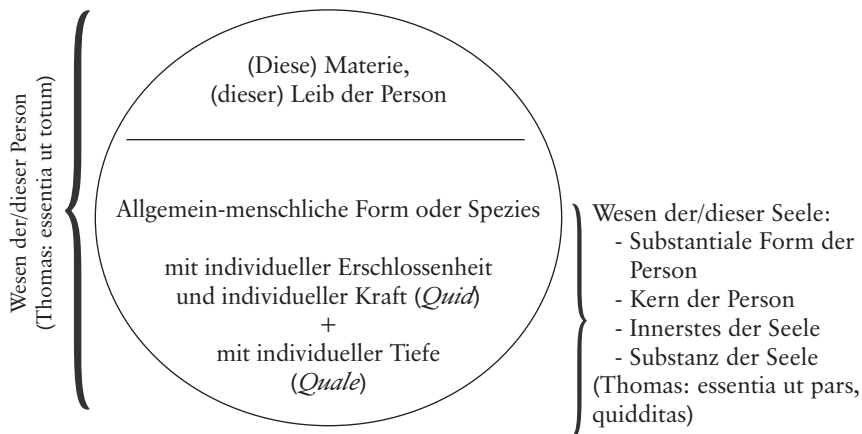 Wesen der/dieser Person
(Thomas: essentia ut totum)
(Diese) Materie,
(dieser) Leib der Person
Allgemein-menschliche Form oder Spezies
mit individueller Erschlossenheit
und individueller Kraft (Quid)
+
mit individueller Tiefe
(Quale)
Wesen der/dieser Seele:
- Substantiale Form der
Person
- Kern der Person
- Innerstes der Seele
- Substanz der Seele
(Thomas: essentia ut pars,
quidditas)